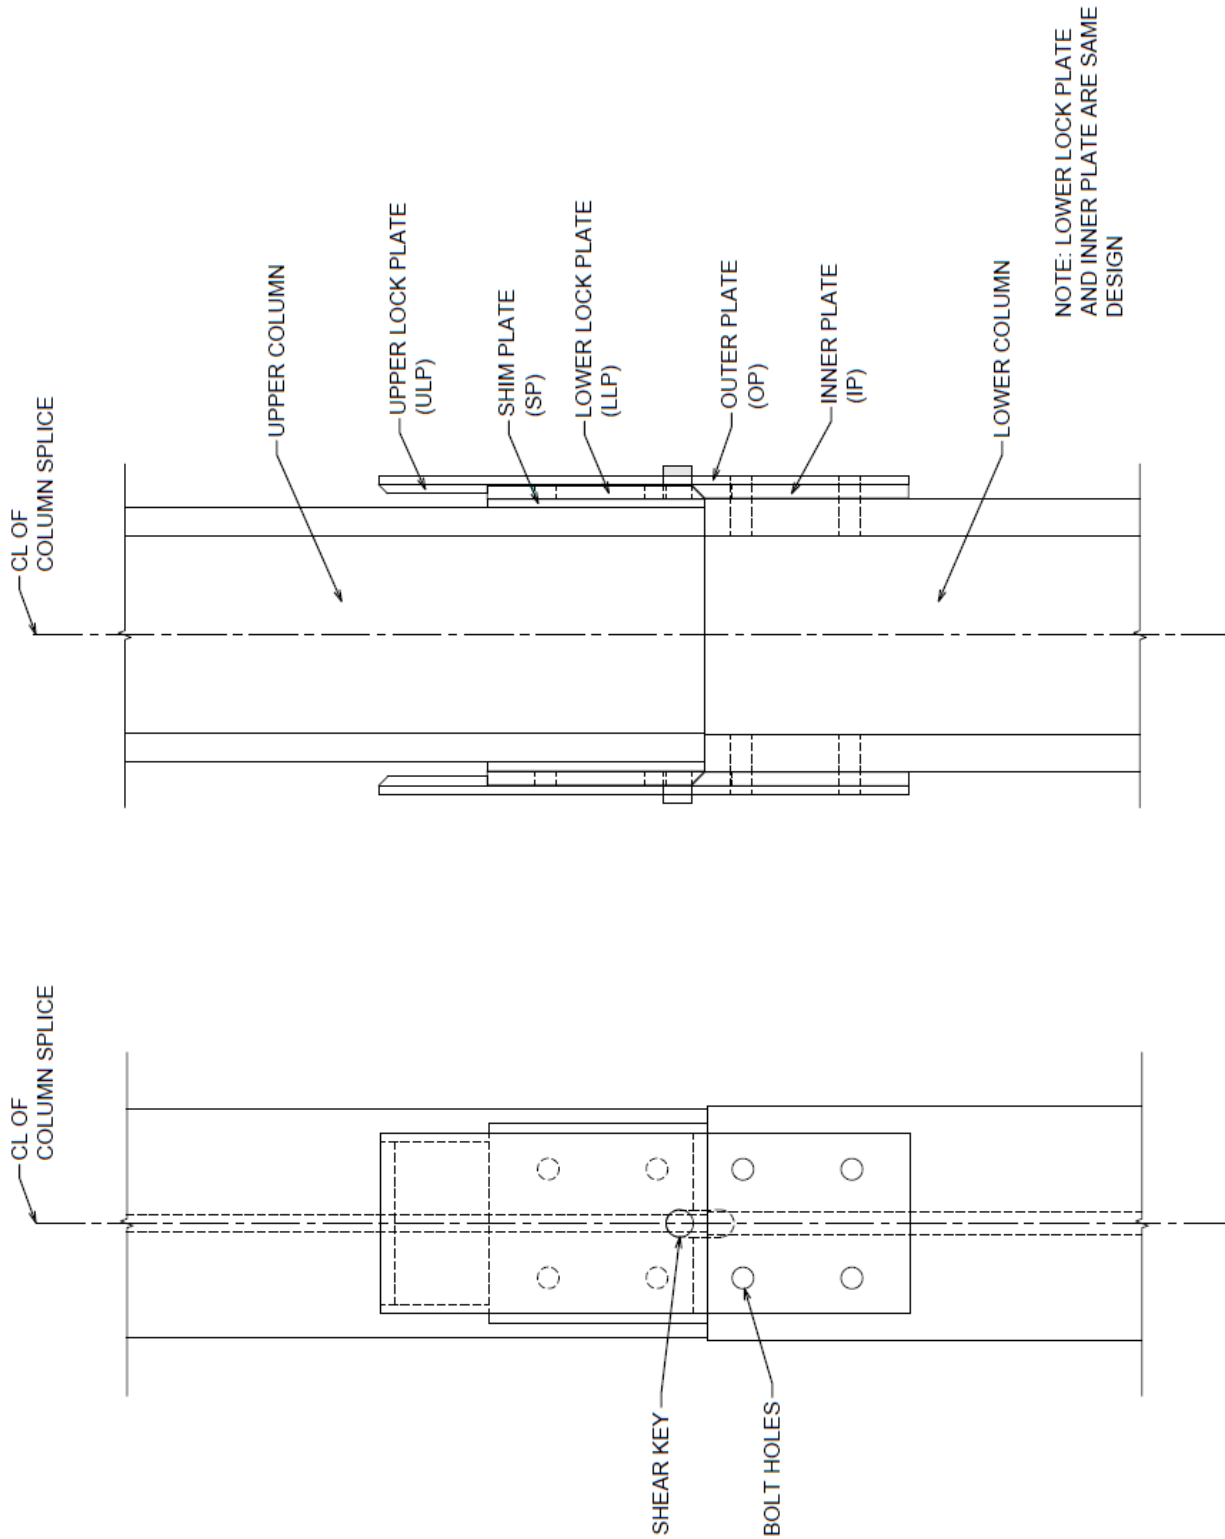 CL OF
COLUMN SPLICE
UPPER COLUMN
UPPER LOCK PLATE
(ULP)
SHIM PLATE
(SP)
LOWER LOCK PLATE
(LLP)
OUTER PLATE
(OP)
INNER PLATE
(IP)
LOWER COLUMN
NOTE: LOWER LOCK PLATE
AND INNER PLATE ARE SAME
DESIGN
CL OF
COLUMN SPLICE
SHEAR KEY
BOLT HOLES